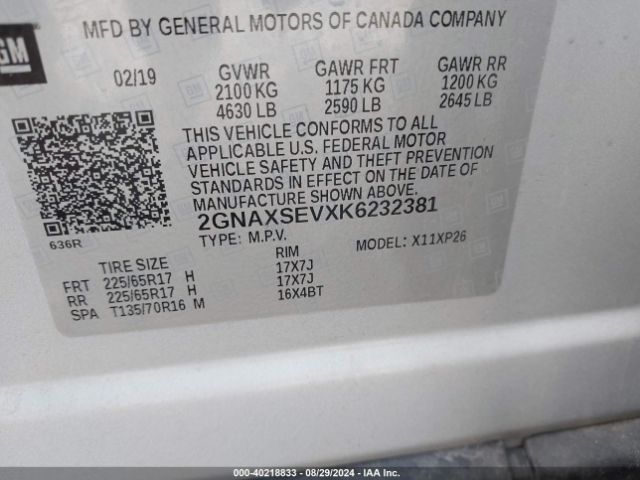 GM
MFD BY GENERAL MOTORS OF CANADA COMPANY
02/19 GVWR GAWR FRT GAWR RR
2100 KG 1175 KG 1200 KG
4630 LB 2590 LB 2645 LB
THIS VEHICLE CONFORMS TO ALL
APPLICABLE U.S. FEDERAL MOTOR
VEHICLE SAFETY AND THEFT PREVENTION
STANDARDS IN EFFECT ON THE DATE OF
MANUFACTURE SHOWN ABOVE.
2GNAXSEVXK6232381
636R
TYPE: M.P.V. MODEL: X11XP26
TIRE SIZE RIM
FRT 225/65R17 H 17X7J
RR 225/65R17 H 17X7J
SPA T135/70R16 M 16X4BT
000-40218833 - 08/29/2024 - IAA Inc.